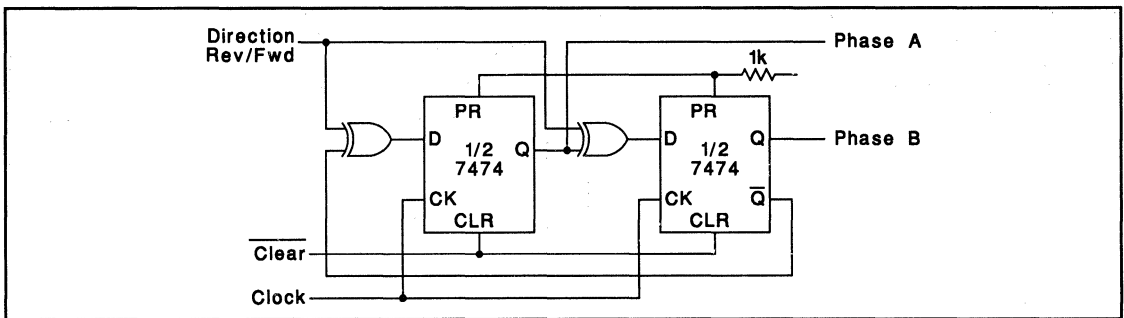 Direction
Rev/Fwd
Phase A
1k
PR
PR
D
1/2
7474
Q
D
1/2
7474
Q
Phase B
CK
CLR
CK
Q̅
CLR
C̅l̅e̅a̅r̅
Clock